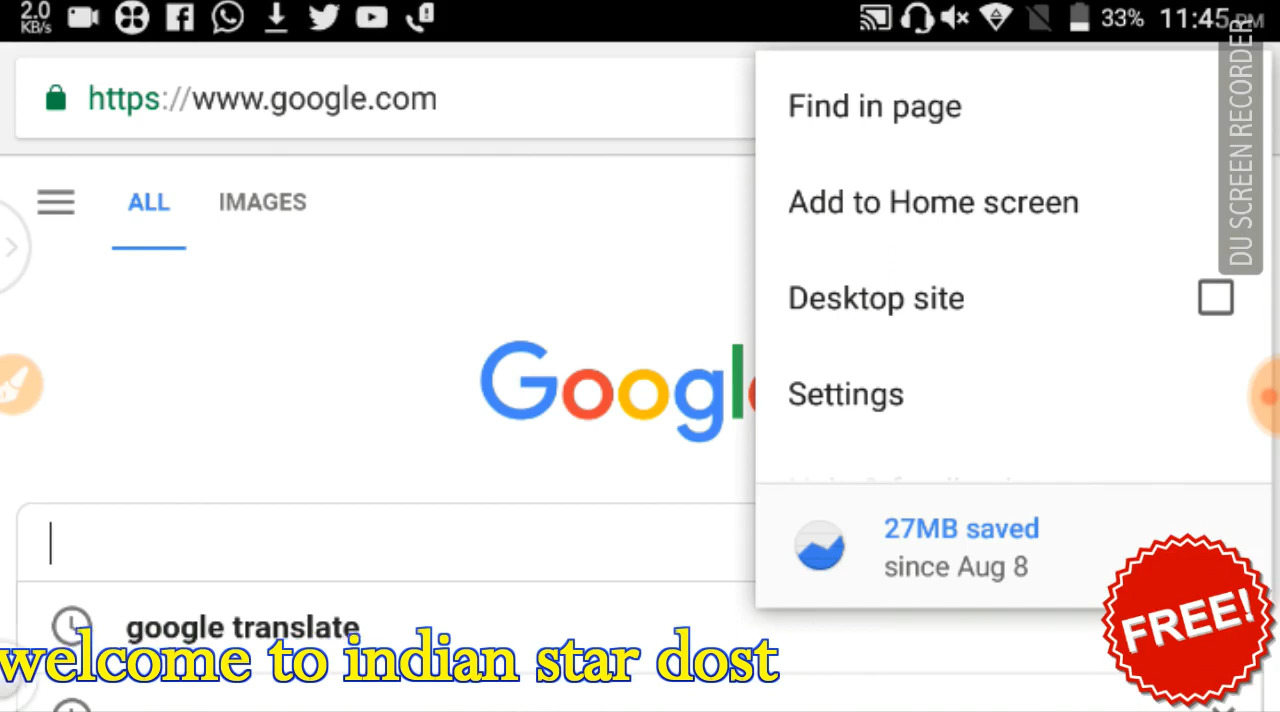 2.0
KB/s
33% 11:45 PM
https://www.google.com
Find in page
DU SCREEN RECORDER
ALL IMAGES
Add to Home screen
Desktop site
Google
Settings
27MB saved
since Aug 8
google translate
FREE!
welcome to indian star dost